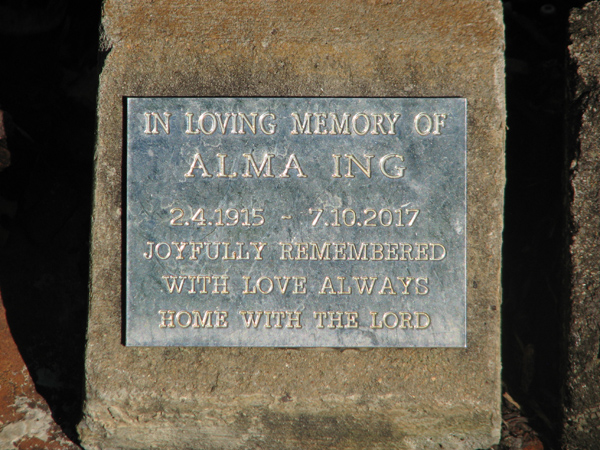 IN LOVING MEMORY OF
ALMA ING
2.4.1915 - 7.10.2017
JOYFULLY REMEMBERED
WITH LOVE ALWAYS
HOME WITH THE LORD